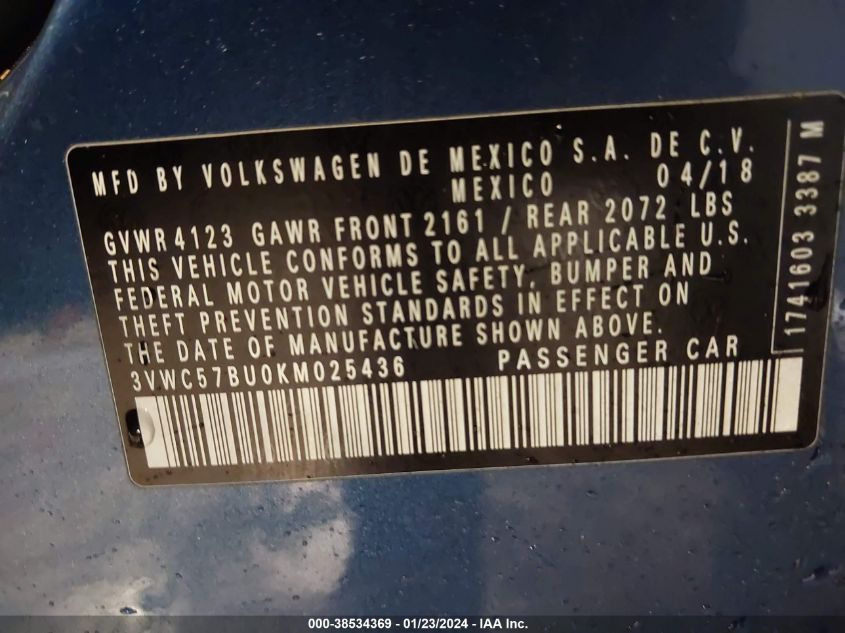 MFD BY VOLKSWAGEN DE MEXICO S.A. DE C.V.
MEXICO 04/18
GVWR 4123 GAWR FRONT 2161 / REAR 2072 LBS
THIS VEHICLE CONFORMS TO ALL APPLICABLE U.S.
FEDERAL MOTOR VEHICLE SAFETY, BUMPER AND
THEFT PREVENTION STANDARDS IN EFFECT ON
THE DATE OF MANUFACTURE SHOWN ABOVE.
3VWC57BU0KM025436 PASSENGER CAR
1741603 3387 M
000-38534369 - 01/23/2024 - IAA Inc.